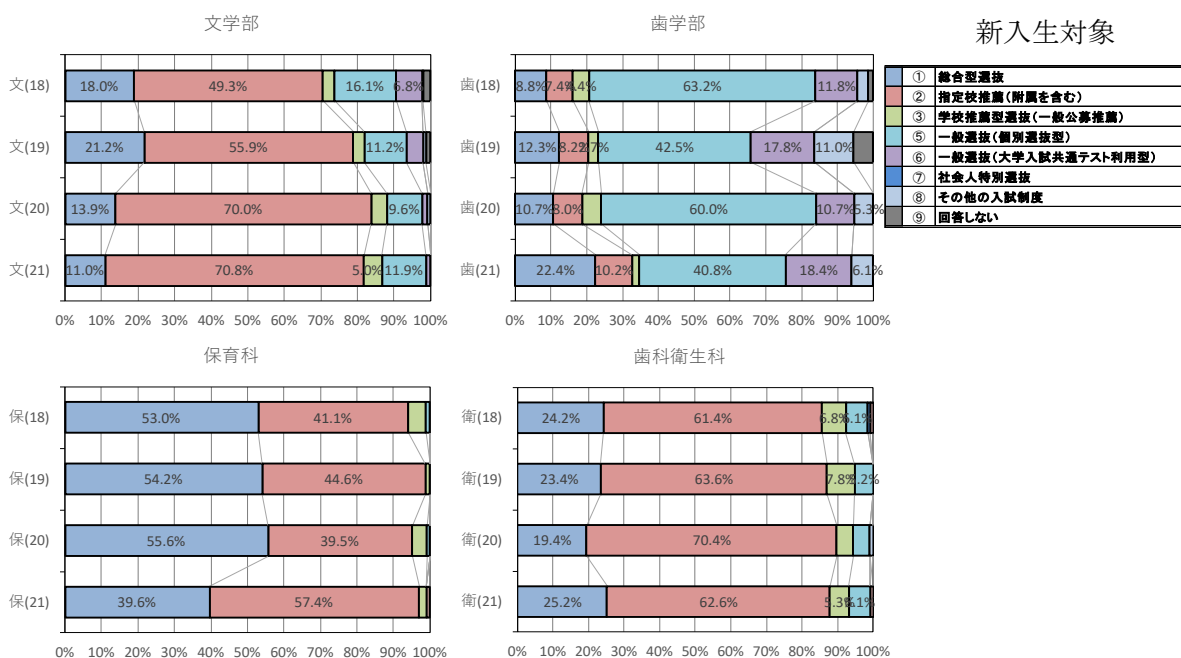 文学部
文(18) 18.0% 49.3% 16.1% 6.8%
文(19) 21.2% 55.9% 11.2%
文(20) 13.9% 70.0% 9.6%
文(21) 11.0% 70.8% 5.0% 11.9%
0% 10% 20% 30% 40% 50% 60% 70% 80% 90% 100%
歯学部
歯(18) 8.8% 7.4% 4.4% 63.2% 11.8%
歯(19) 12.3% 8.2% 2.7% 42.5% 17.8% 11.0%
歯(20) 10.7% 8.0% 60.0% 10.7% 5.3%
歯(21) 22.4% 10.2% 40.8% 18.4% 6.1%
0% 10% 20% 30% 40% 50% 60% 70% 80% 90% 100%
新入生対象
① 総合型選抜
② 指定校推薦(附属を含む)
③ 学校推薦型選抜(一般公募推薦)
⑤ 一般選抜(個別選抜型)
⑥ 一般選抜(大学入試共通テスト利用型)
⑦ 社会人特別選抜
⑧ その他の入試制度
⑨ 回答しない
保育科
保(18) 53.0% 41.1%
保(19) 54.2% 44.6%
保(20) 55.6% 39.5%
保(21) 39.6% 57.4%
0% 10% 20% 30% 40% 50% 60% 70% 80% 90% 100%
歯科衛生科
衛(18) 24.2% 61.4% 6.8% 6.1%
衛(19) 23.4% 63.6% 7.8% 5.2%
衛(20) 19.4% 70.4%
衛(21) 25.2% 62.6% 5.3% 6.1%
0% 10% 20% 30% 40% 50% 60% 70% 80% 90% 100%